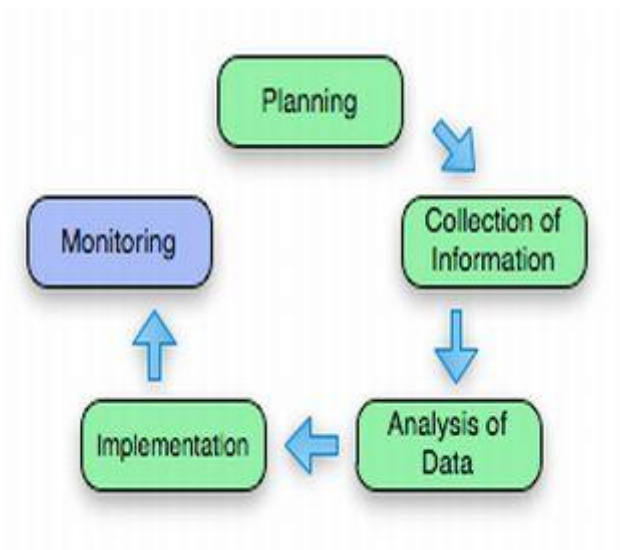 Planning
Collection of
Information
Analysis of
Data
Implementation
Monitoring